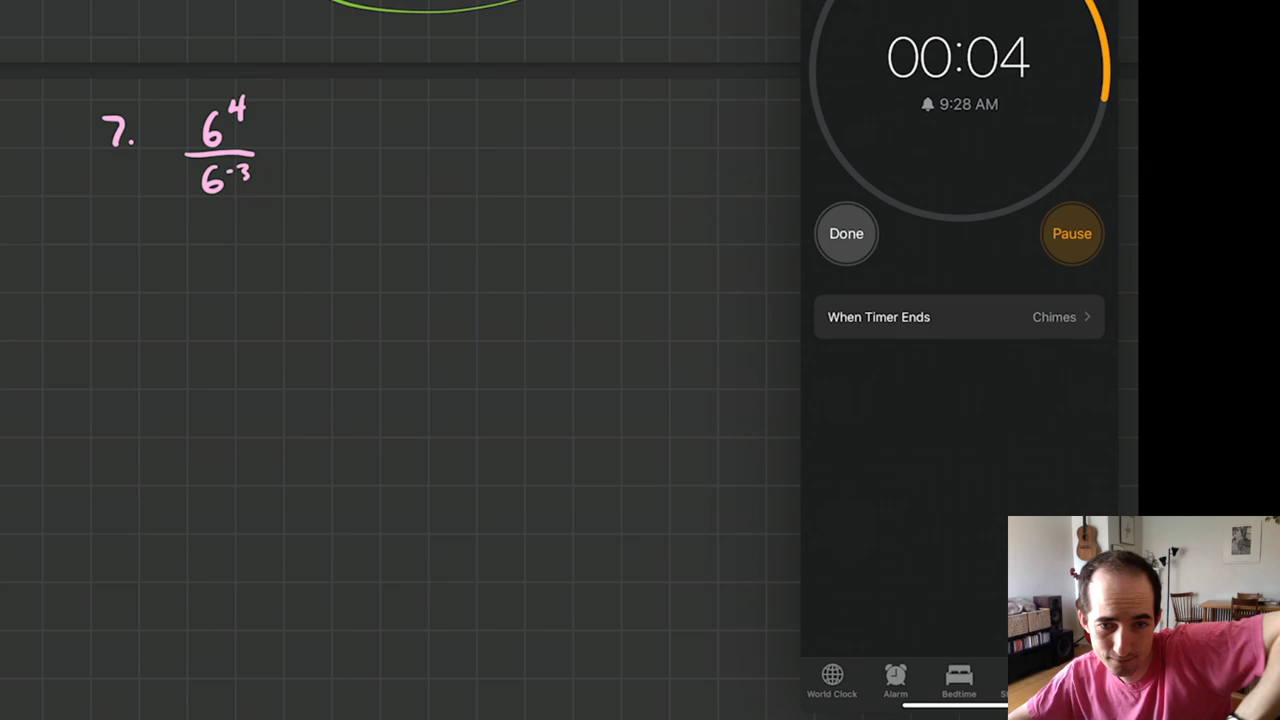 7. 6^4
6^-3
00:04
9:28 AM
Done
Pause
When Timer Ends Chimes
World Clock Alarm Bedtime